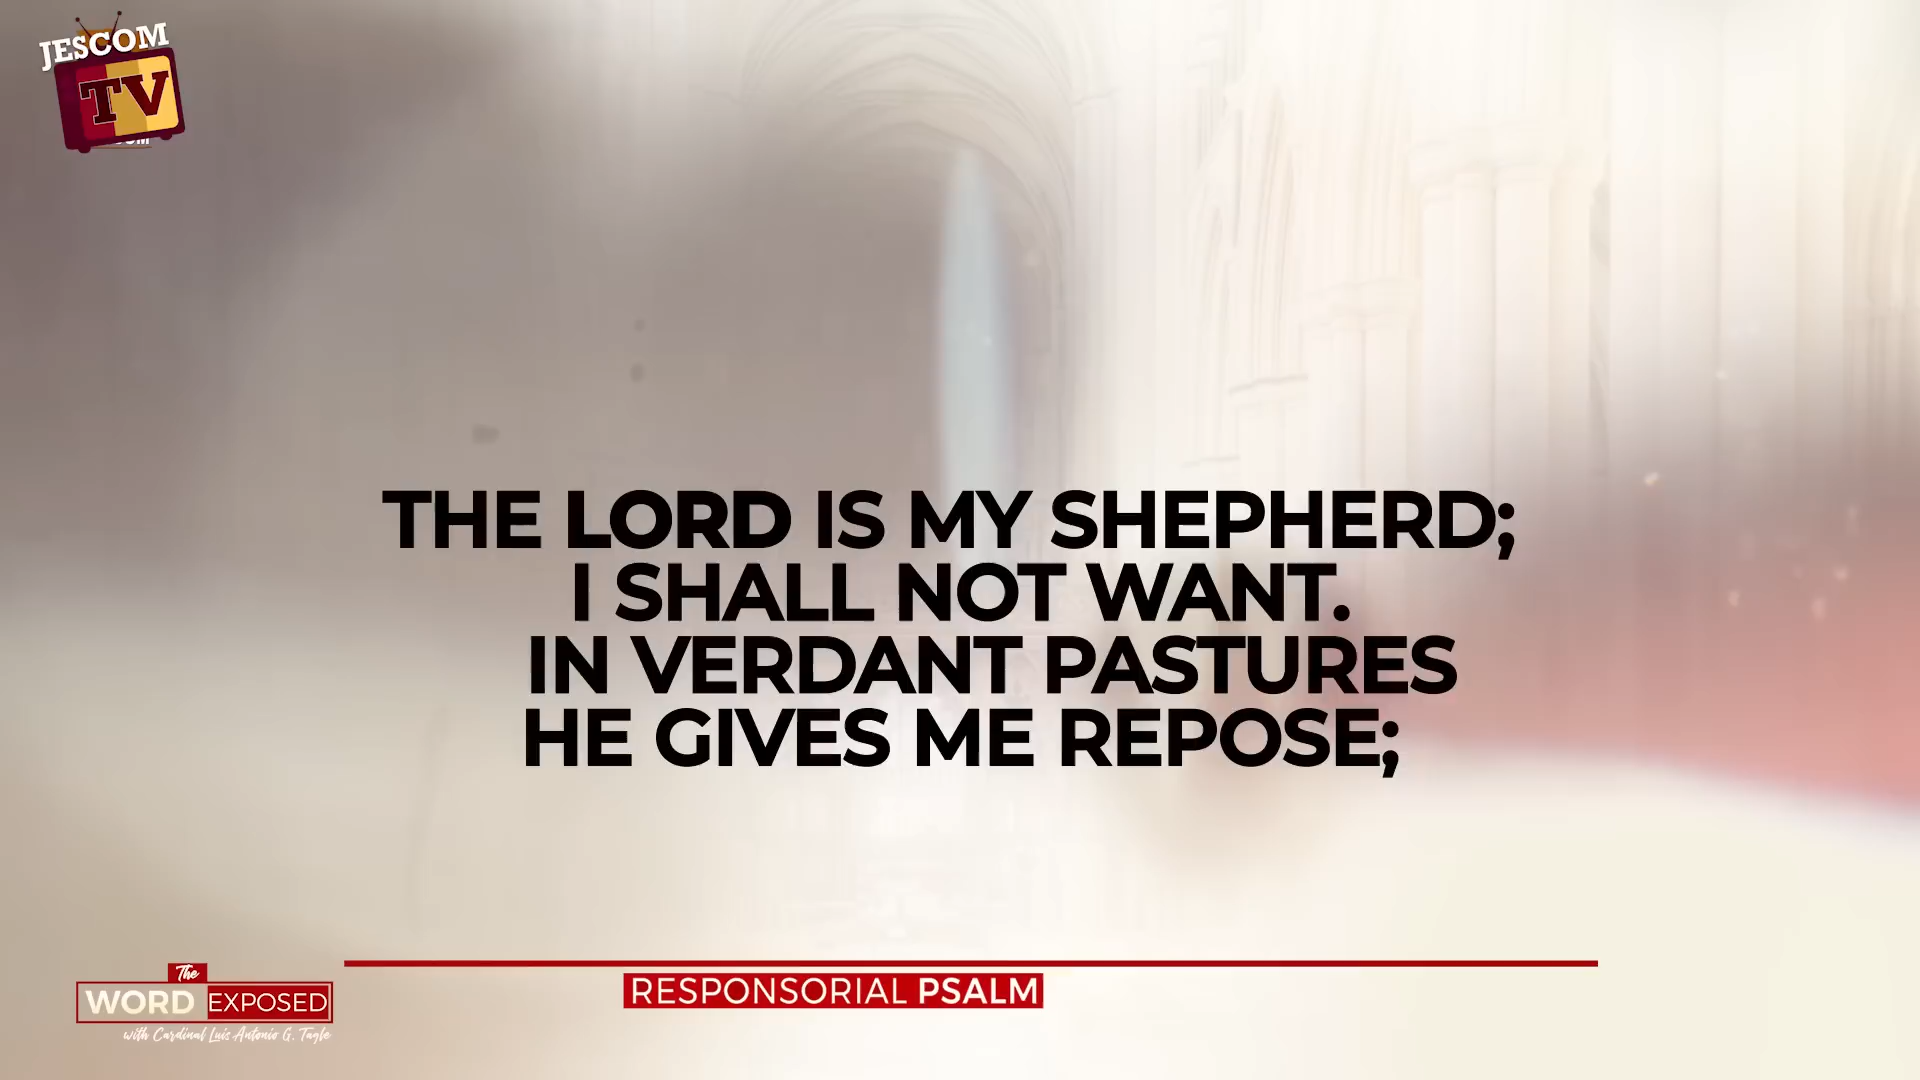 JESCOM
TV
THE LORD IS MY SHEPHERD;
I SHALL NOT WANT.
IN VERDANT PASTURES
HE GIVES ME REPOSE;
RESPONSORIAL PSALM
The
WORD EXPOSED
with Cardinal Luis Antonio G. Tagle